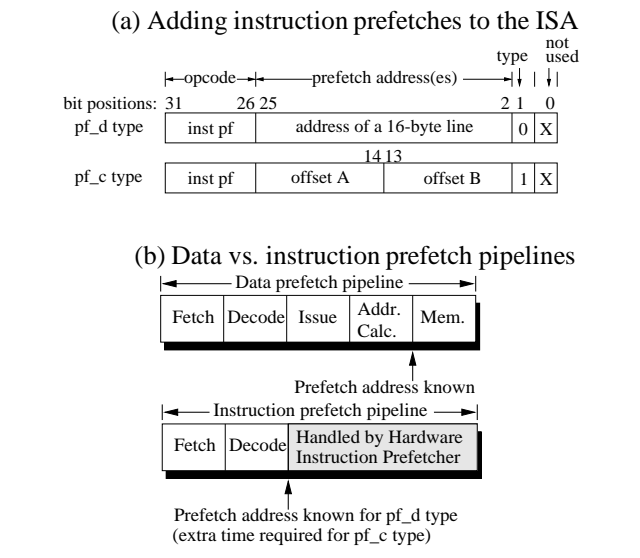 (a) Adding instruction prefetches to the ISA
not
type used
opcode prefetch address(es)
bit positions: 31 26 25 2 1 0
pf_d type inst pf address of a 16-byte line 0 X
14 13
pf_c type inst pf offset A offset B 1 X
(b) Data vs. instruction prefetch pipelines
Data prefetch pipeline
Fetch Decode Issue Addr. Calc. Mem.
Prefetch address known
Instruction prefetch pipeline
Fetch Decode Handled by Hardware
Instruction Prefetcher
Prefetch address known for pf_d type
(extra time required for pf_c type)